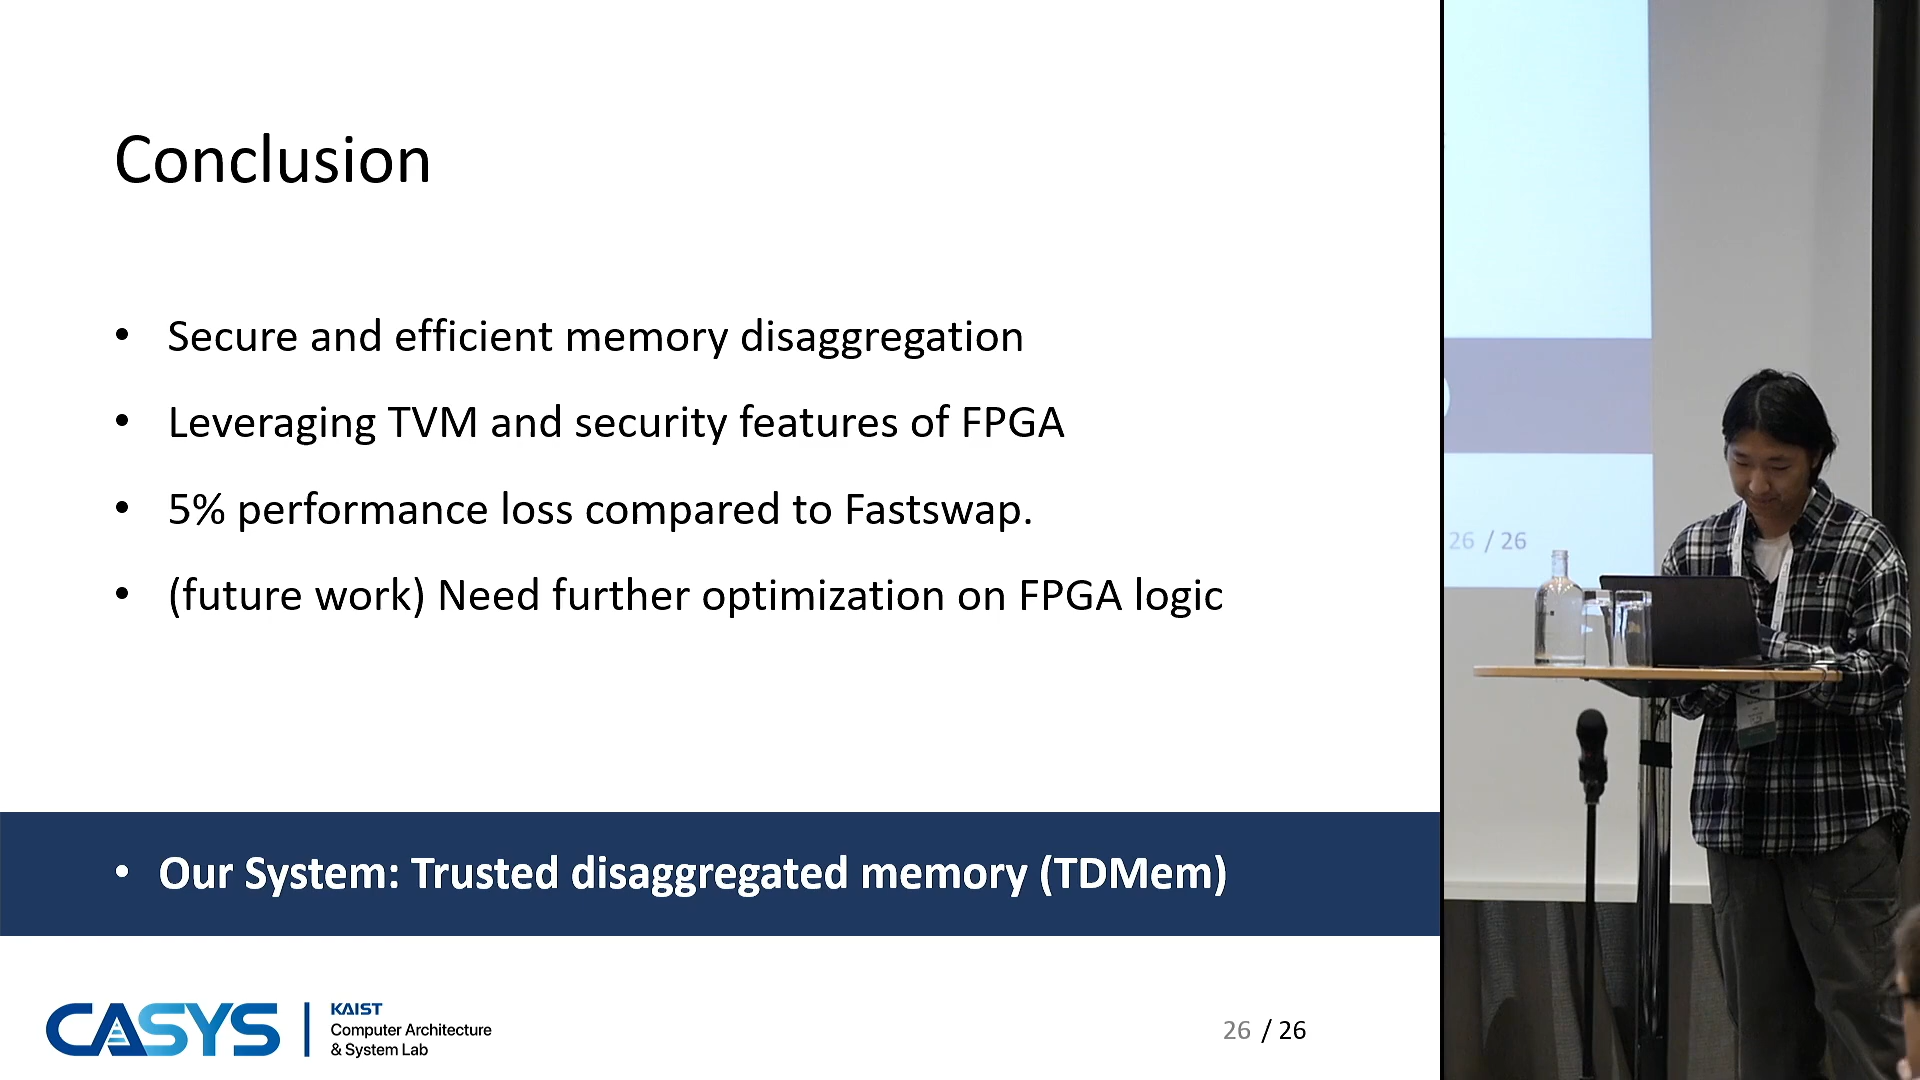 Conclusion
• Secure and efficient memory disaggregation
• Leveraging TVM and security features of FPGA
• 5% performance loss compared to Fastswap.
• (future work) Need further optimization on FPGA logic
• Our System: Trusted disaggregated memory (TDMem)
CASYS
KAIST
Computer Architecture
& System Lab
26 / 26
26 / 26